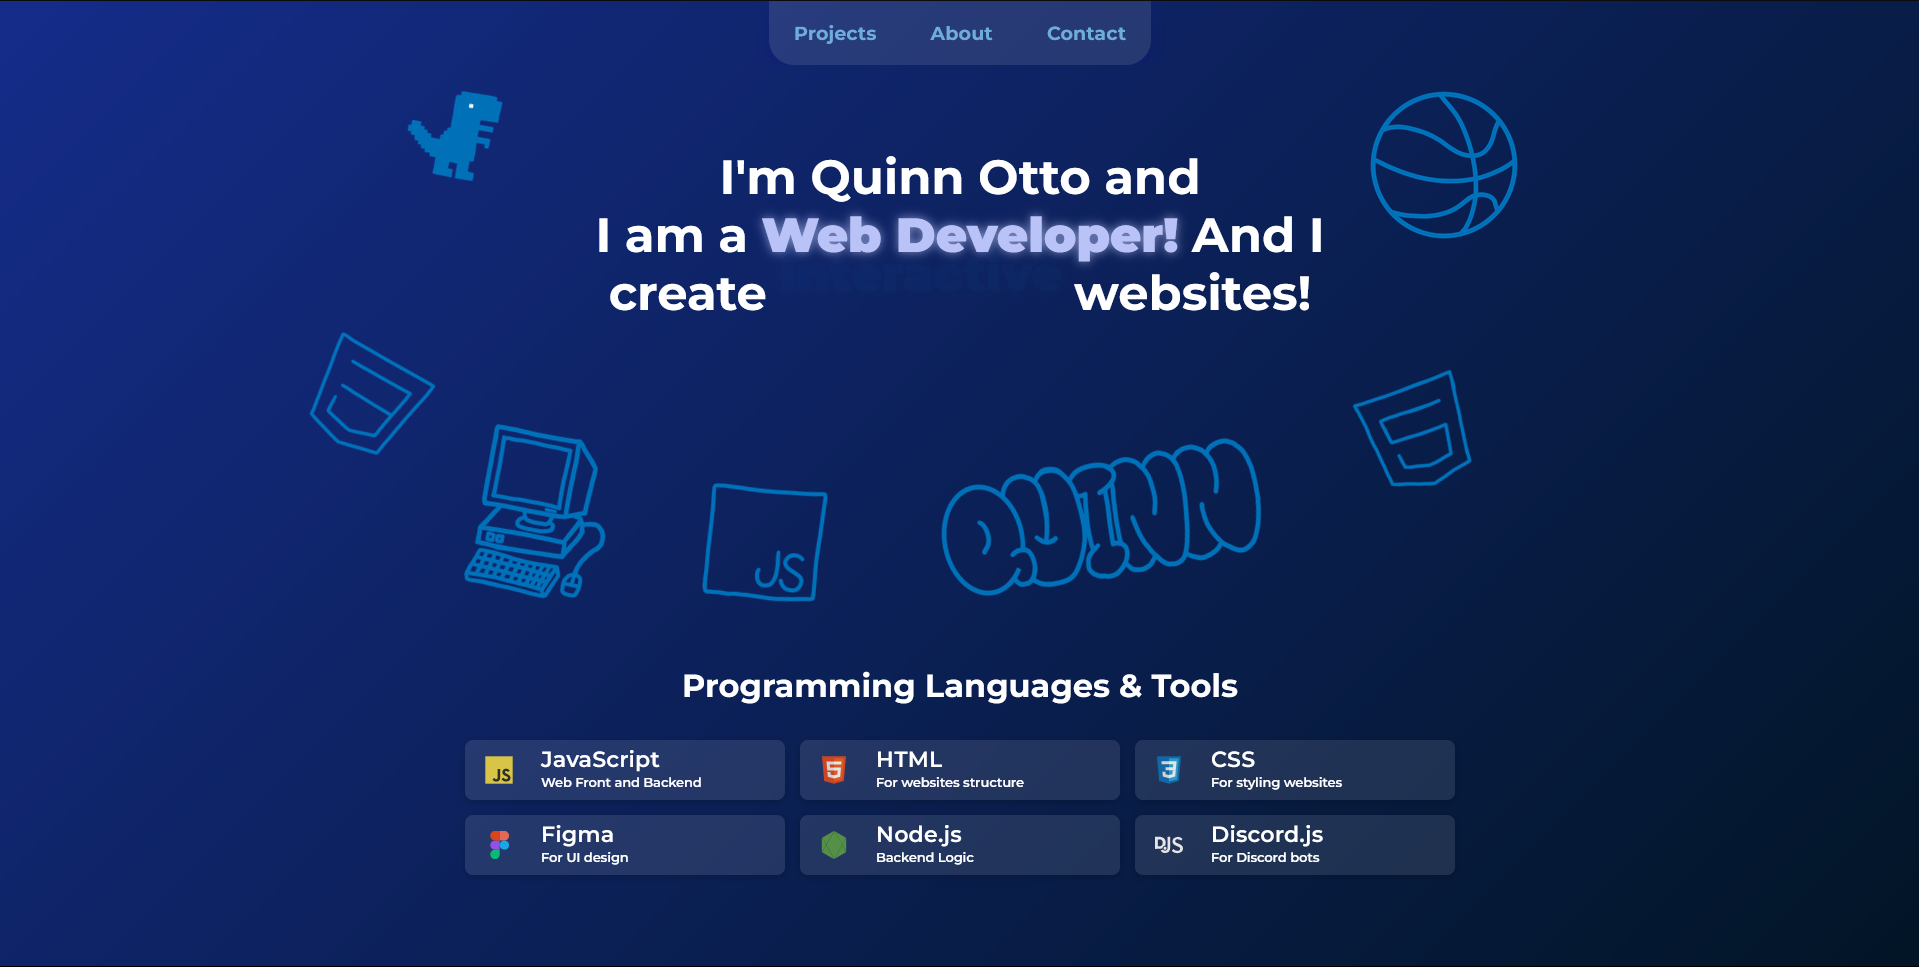 Projects About Contact
I'm Quinn Otto and
I am a Web Developer! And I
create interactive websites!
JS
QUINN
Programming Languages & Tools
JS JavaScript
Web Front and Backend
5 HTML
For websites structure
3 CSS
For styling websites
Figma
For UI design
Node.js
Backend Logic
DJS Discord.js
For Discord bots